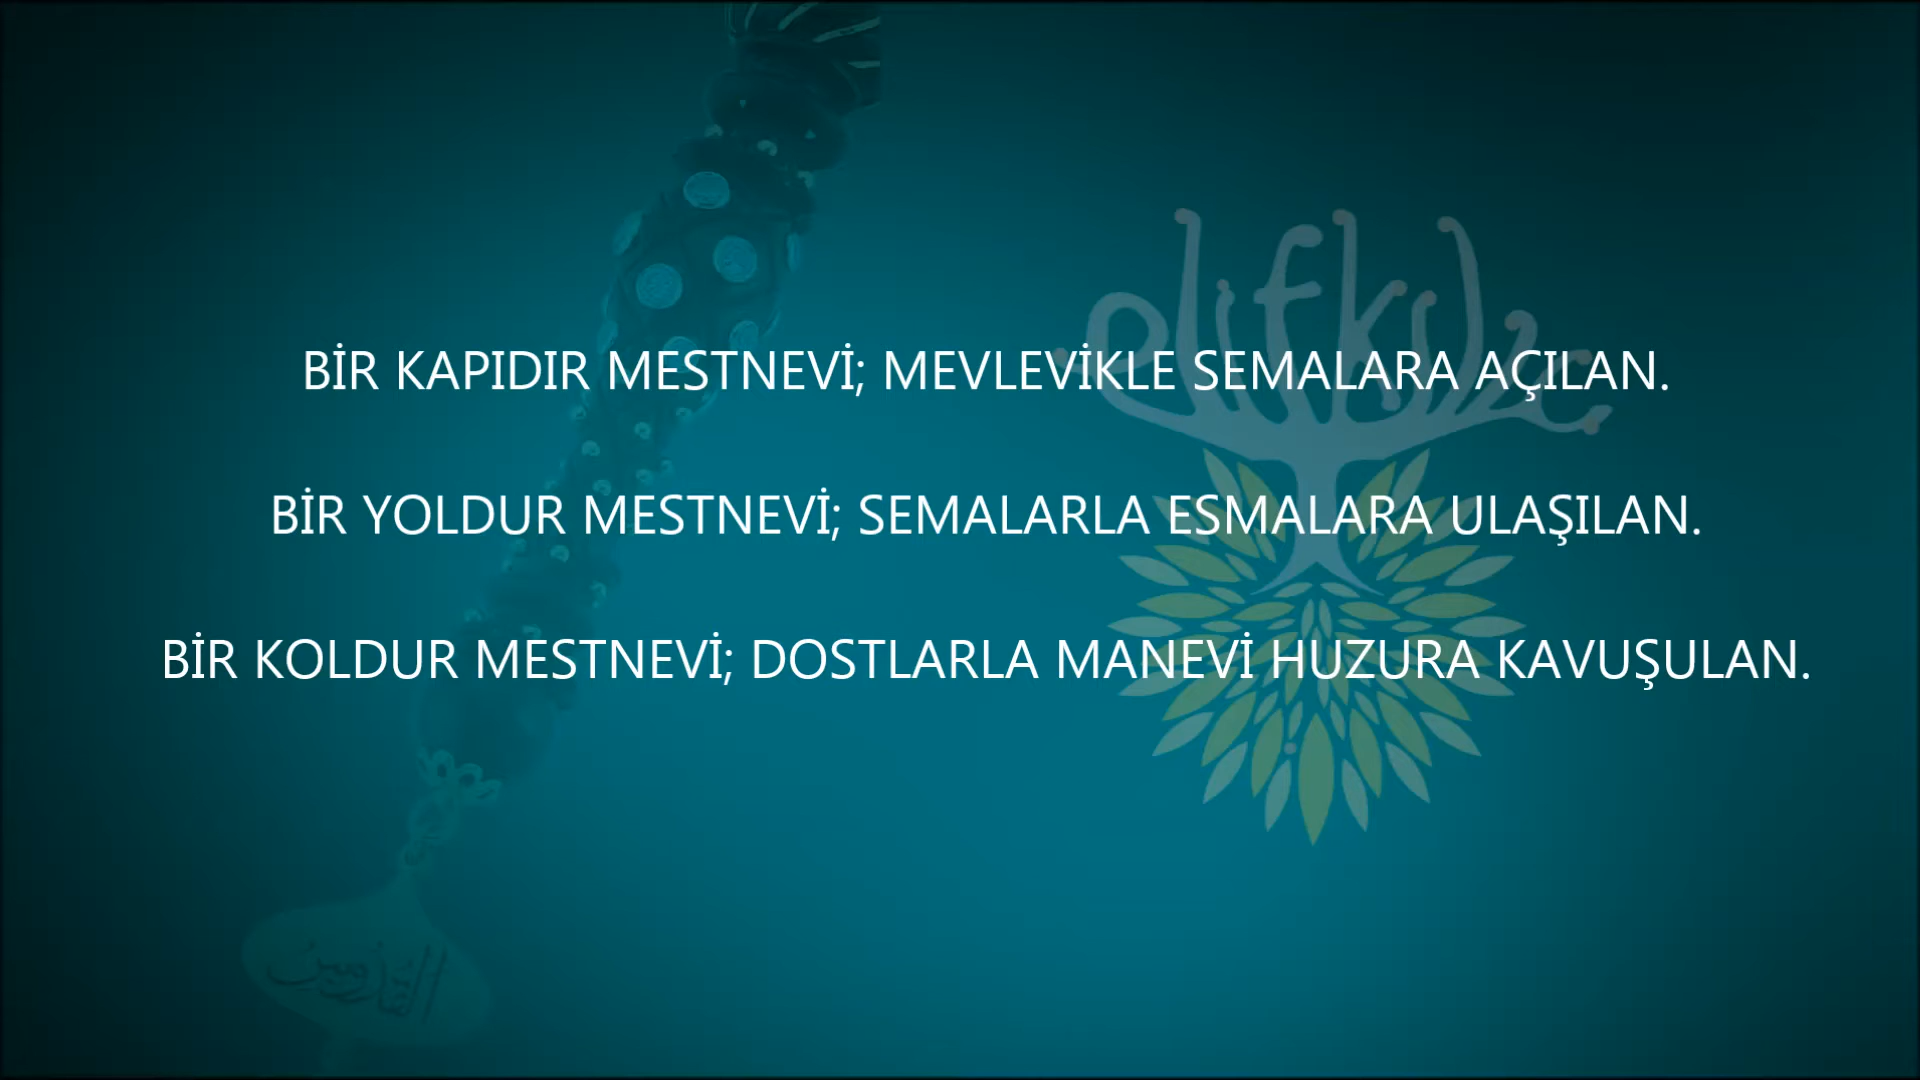 elifkılıç
BİR KAPIDIR MESTNEVİ; MEVLEVİKLE SEMALARA AÇILAN.
BİR YOLDUR MESTNEVİ; SEMALARLA ESMALARA ULAŞILAN.
BİR KOLDUR MESTNEVİ; DOSTLARLA MANEVİ HUZURA KAVUŞULAN.